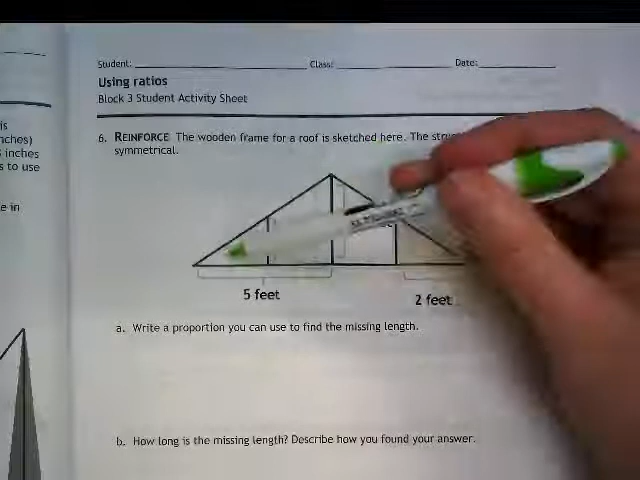 Student: Class: Date:
Using ratios
Block 3 Student Activity Sheet
is
6. REINFORCE The wooden frame for a roof is sketched here. The
inches
symmetrical.
s to use
e in
5 feet
2 feet
a. Write a proportion you can use to find the missing length.
b. How long is the missing length? Describe how you found your answer.